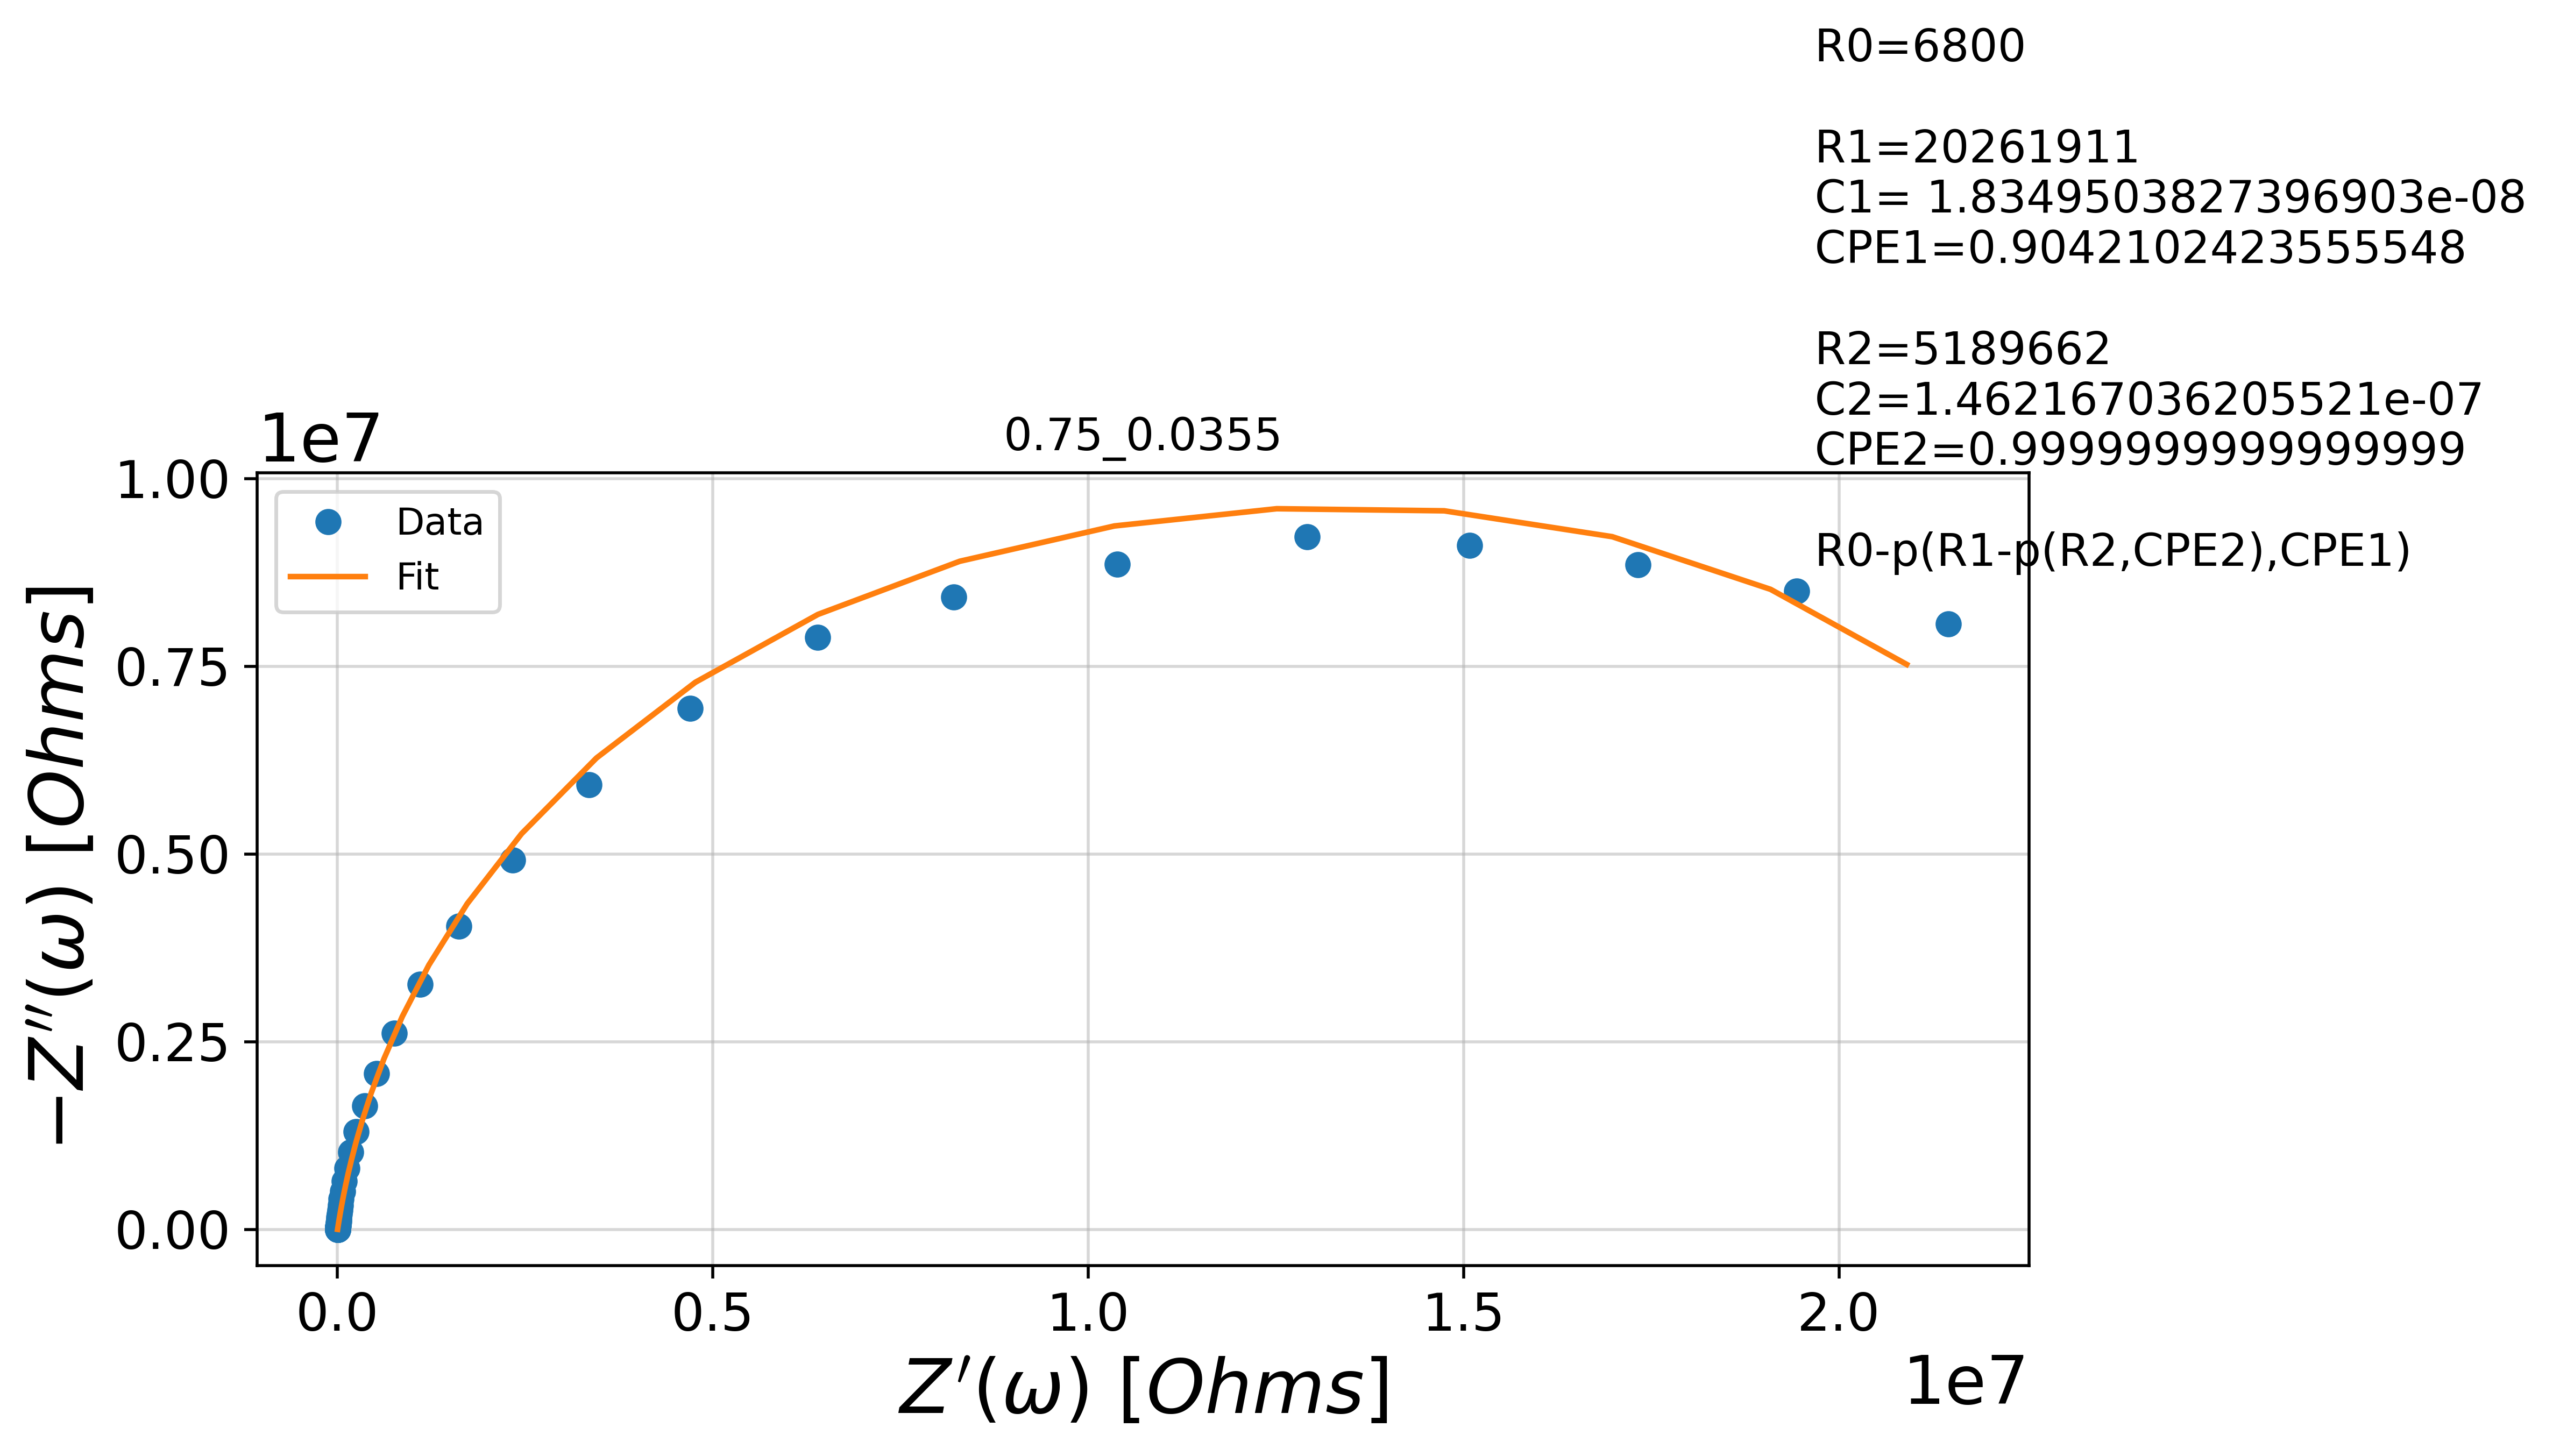 R0=6800
R1=20261911
C1= 1.8349503827396903e-08
CPE1=0.9042102423555548
R2=5189662
C2=1.4621670362055​21e-07
CPE2=0.9999999999999999
R0-p(R1-p(R2,CPE2),CPE1)
0.75_0.0355
1e7
1.00
0.75
0.50
0.25
0.00
Data
Fit
−Z′′(ω) [Ohms]
0.0
0.5
1.0
1.5
2.0
1e7
Z′(ω) [Ohms]